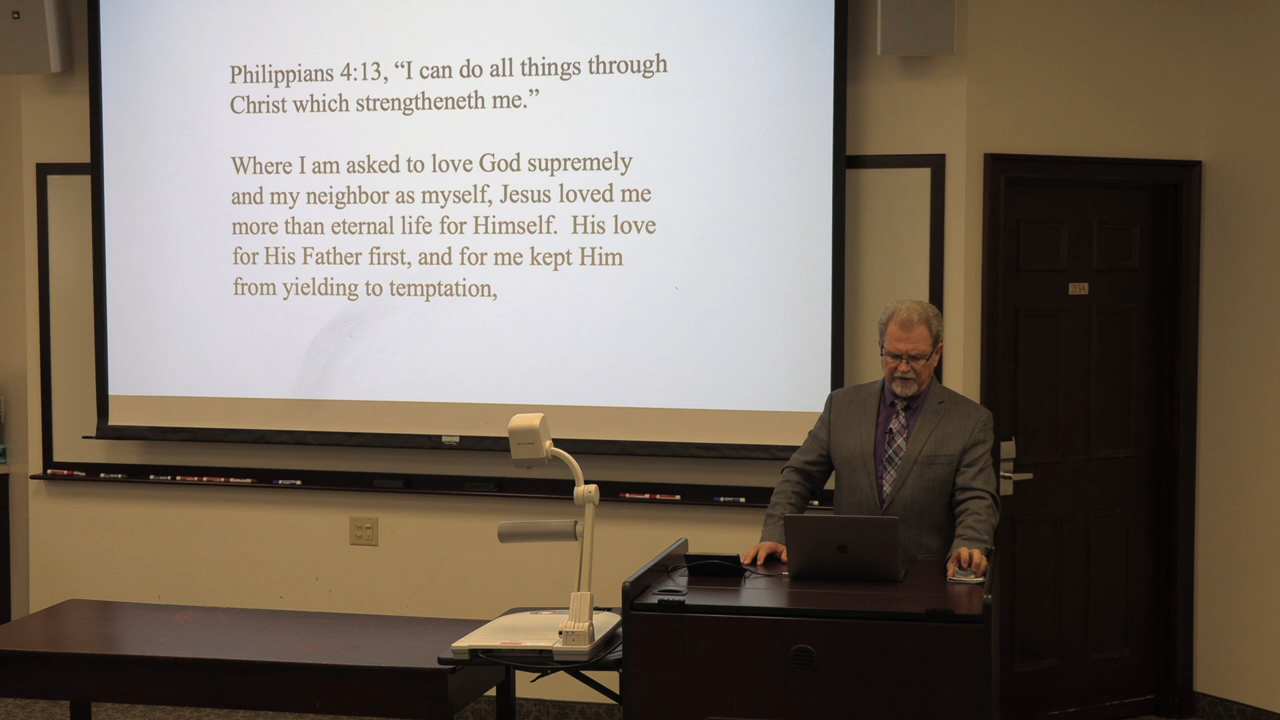 Philippians 4:13, “I can do all things through
Christ which strengtheneth me.”
Where I am asked to love God supremely
and my neighbor as myself, Jesus loved me
more than eternal life for Himself.  His love
for His Father first, and for me kept Him
from yielding to temptation,